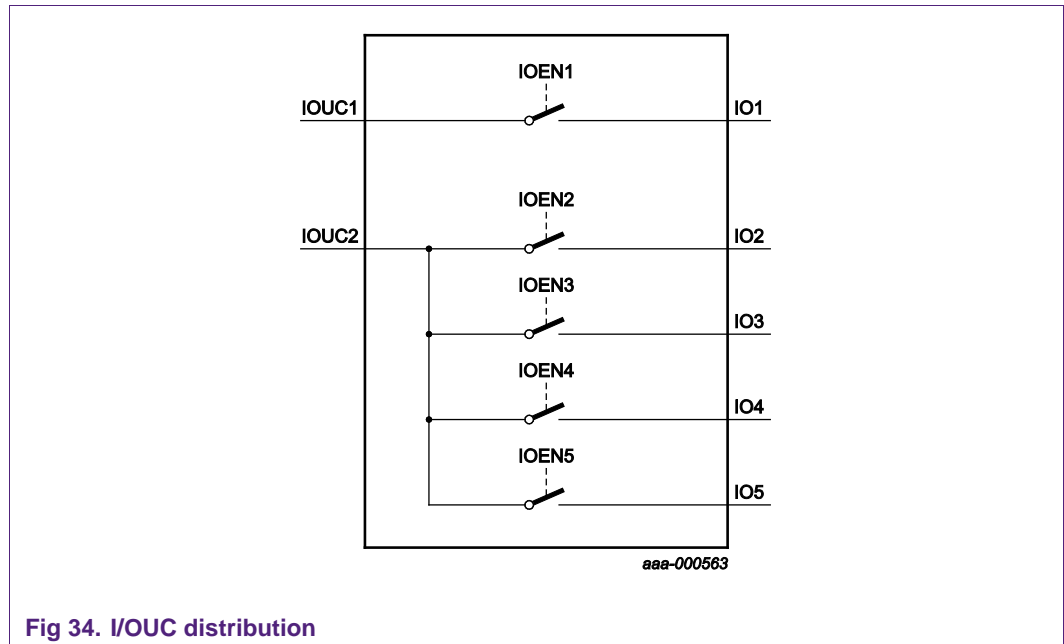 IOEN1
IOUC1 IO1
IOEN2
IOUC2 IO2
IOEN3
IO3
IOEN4
IO4
IOEN5
IO5
aaa-000563
Fig 34. I/OUC distribution